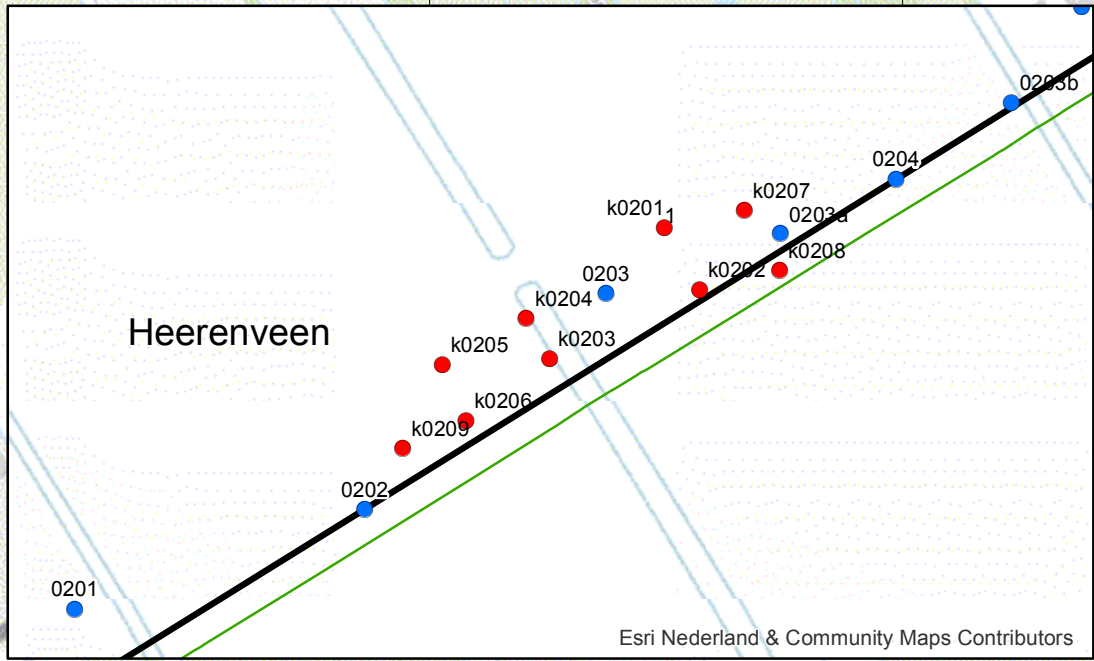 0203b
0204
k0207
k0201
1
0203a
k0208
k0202
0203
k0204
Heerenveen
k0205
k0203
k0206
k0209
0202
0201
Esri Nederland & Community Maps Contributors